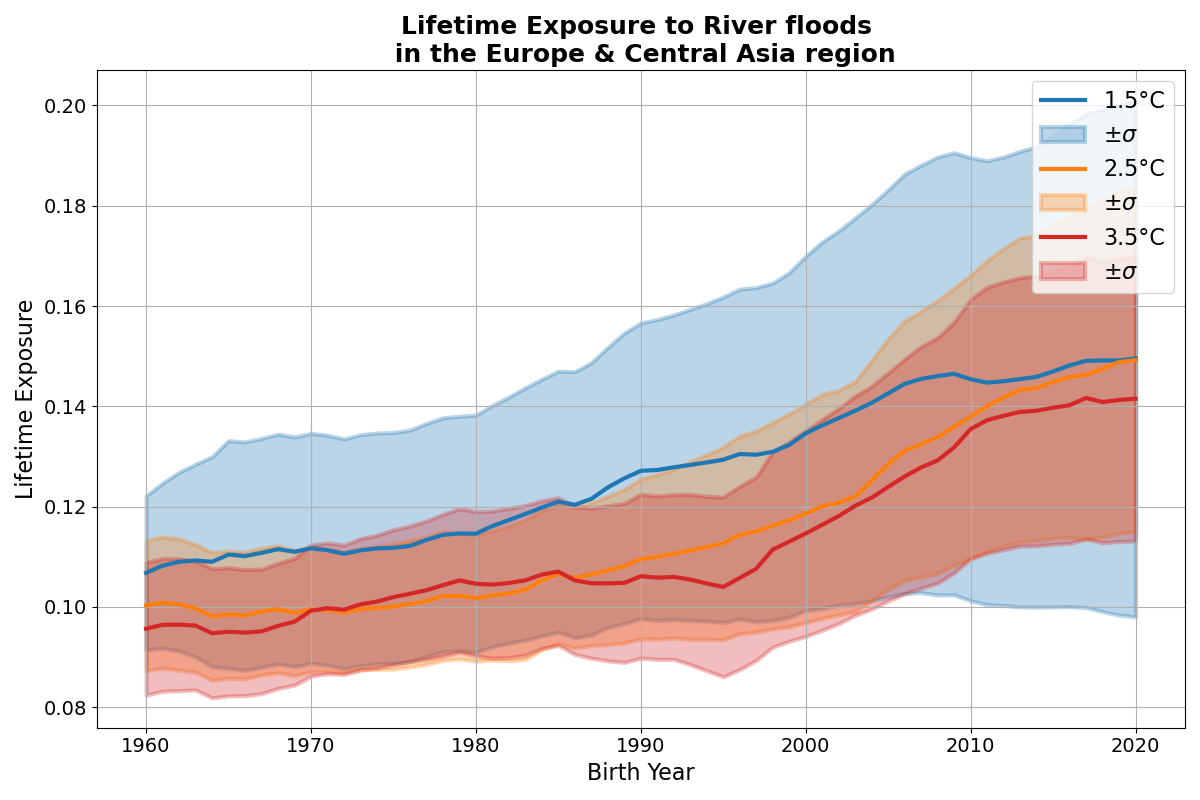 Lifetime Exposure to River floods
in the Europe & Central Asia region
Lifetime Exposure
0.20
0.18
0.16
0.14
0.12
0.10
0.08
1.5°C
±σ
2.5°C
±σ
3.5°C
±σ
1960 1970 1980 1990 2000 2010 2020
Birth Year